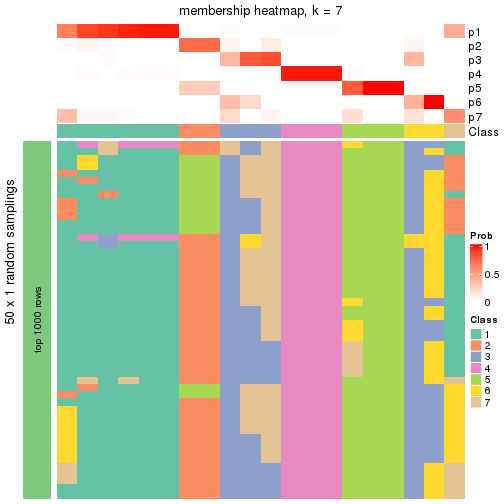 membership heatmap, k = 7
p1
p2
p3
p4
p5
p6
p7
Class
50 x 1 random samplings
top 1000 rows
Prob
1
0.5
0
Class
1
2
3
4
5
6
7